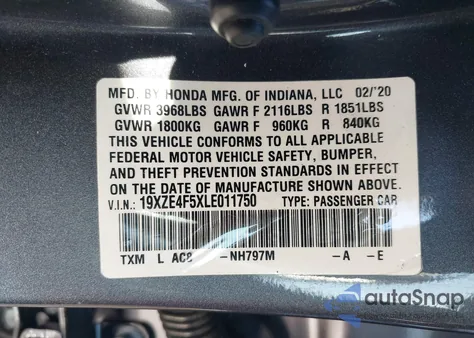 MFD. BY HONDA MFG. OF INDIANA, LLC 02/'20
GVWR 3968LBS GAWR F 2116LBS R 1851LBS
GVWR 1800KG GAWR F 960KG R 840KG
THIS VEHICLE CONFORMS TO ALL APPLICABLE
FEDERAL MOTOR VEHICLE SAFETY, BUMPER,
AND THEFT PREVENTION STANDARDS IN EFFECT
ON THE DATE OF MANUFACTURE SHOWN ABOVE.
V.I.N.: 19XZE4F5XLE011750 TYPE: PASSENGER CAR
TXM L AC8 -NH797M -A -E
autoSnap